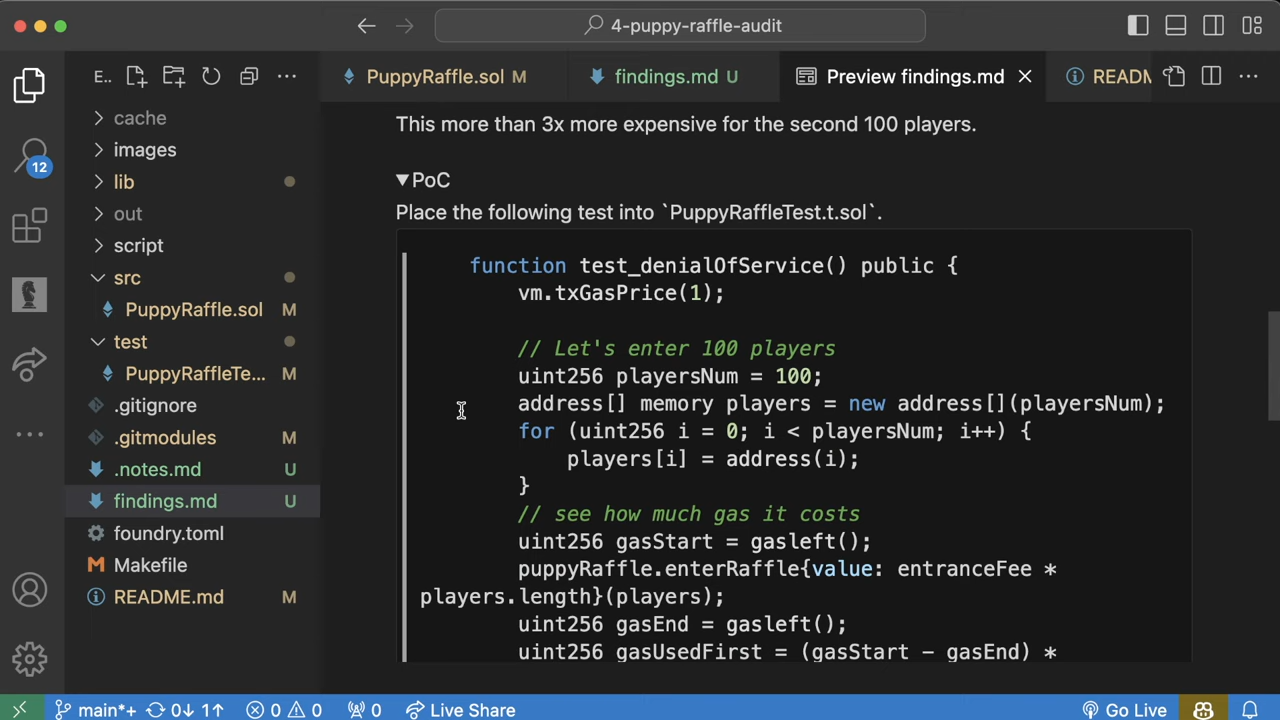 4-puppy-raffle-audit
E..
PuppyRaffle.sol M
findings.md U
Preview findings.md
READM
cache
images
lib
out
script
src
PuppyRaffle.sol M
test
PuppyRaffleTe... M
.gitignore
.gitmodules M
.notes.md U
findings.md U
foundry.toml
Makefile
README.md M
12
This more than 3x more expensive for the second 100 players.
▼PoC
Place the following test into `PuppyRaffleTest.t.sol`.
function test_denialOfService() public {
vm.txGasPrice(1);
// Let's enter 100 players
uint256 playersNum = 100;
address[] memory players = new address[](playersNum);
for (uint256 i = 0; i < playersNum; i++) {
players[i] = address(i);
}
// see how much gas it costs
uint256 gasStart = gasleft();
puppyRaffle.enterRaffle{value: entranceFee *
players.length}(players);
uint256 gasEnd = gasleft();
uint256 gasUsedFirst = (gasStart - gasEnd) *
main*+ 0↓ 1↑ 0 0 0 Live Share Go Live